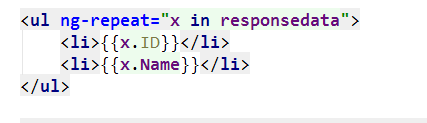 <ul ng-repeat="x in responsedata">
    <li>{{x.ID}}</li>
    <li>{{x.Name}}</li>
</ul>